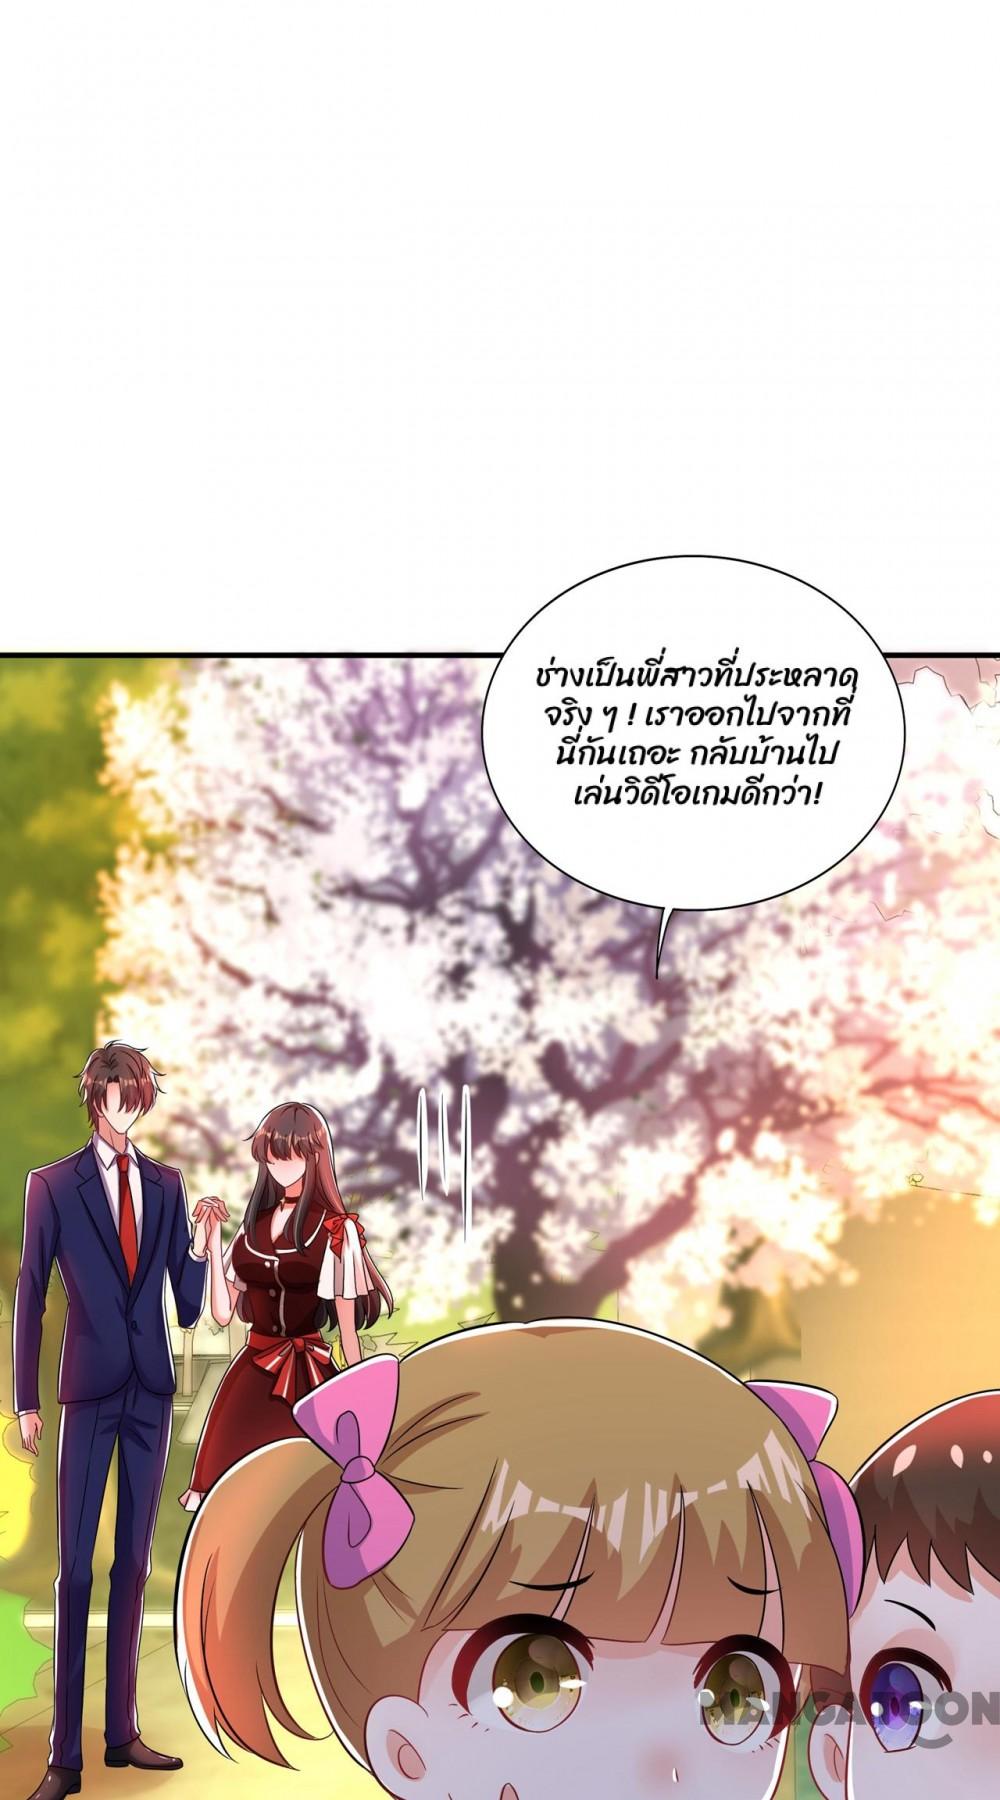 ช่างเป็นพี่สาวที่ประหลาด
จริง ๆ ! เราออกไปจากที่
นี่กันเถอะ กลับบ้านไป
เล่นวิดีโอเกมดีกว่า!
MANGATOON